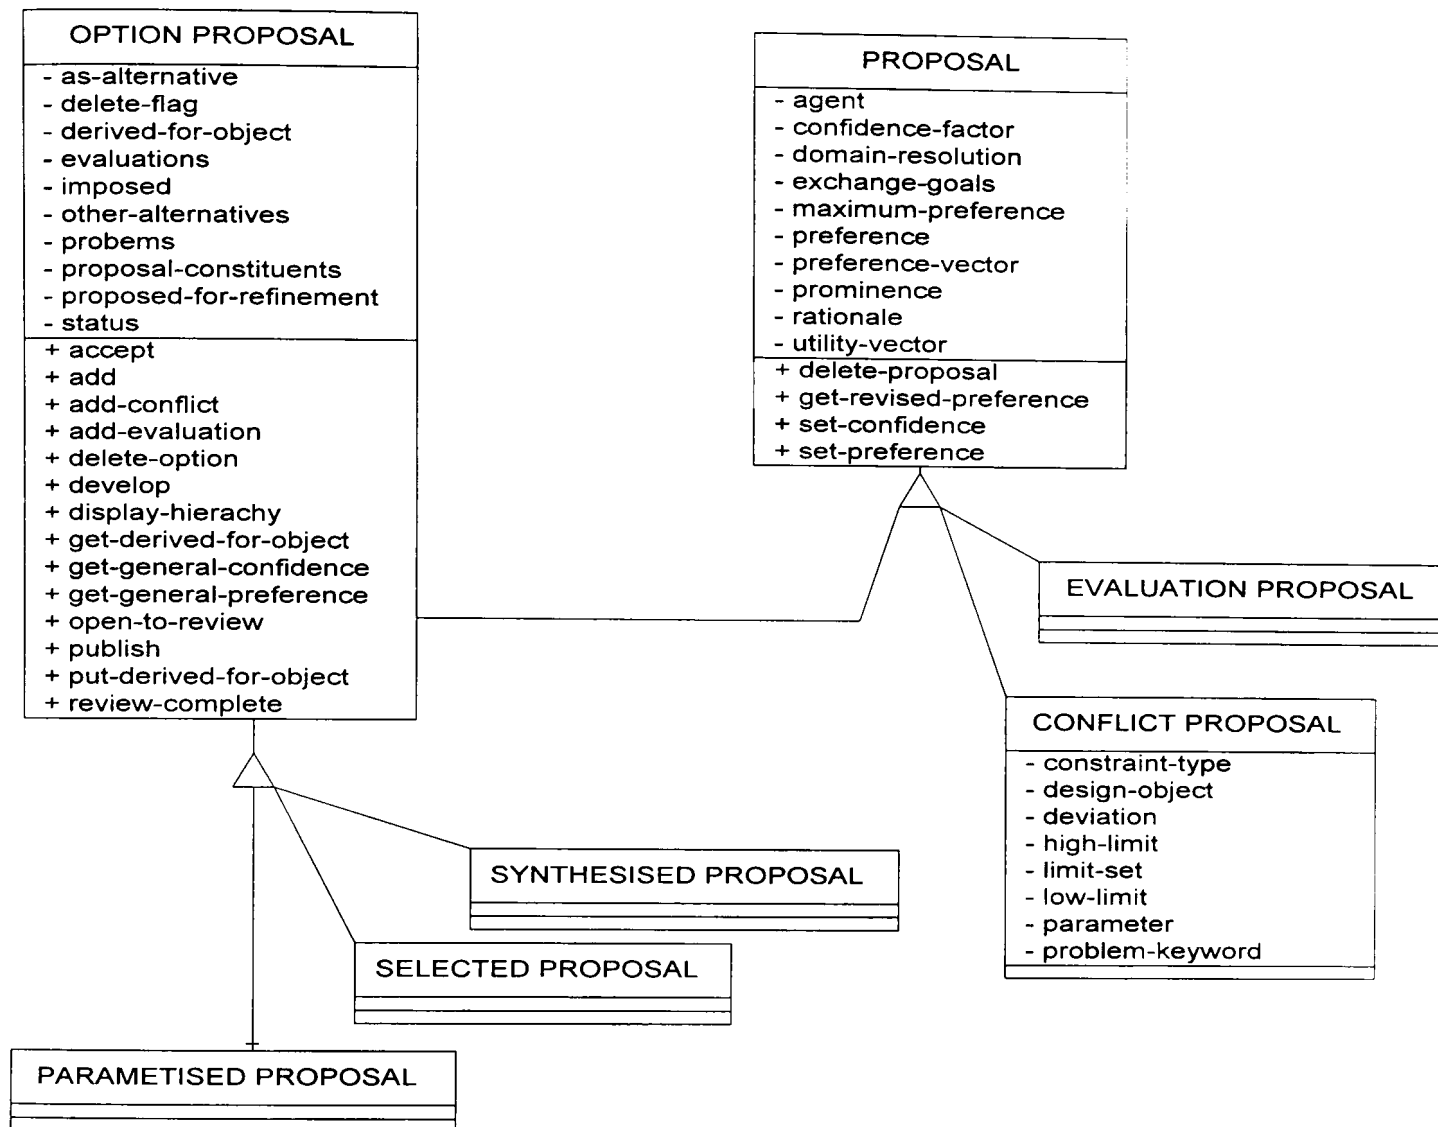 OPTION PROPOSAL
- as-alternative
- delete-flag
- derived-for-object
- evaluations
- imposed
- other-alternatives
- probems
- proposal-constituents
- proposed-for-refinement
- status
+ accept
+ add
+ add-conflict
+ add-evaluation
+ delete-option
+ develop
+ display-hierachy
+ get-derived-for-object
+ get-general-confidence
+ get-general-preference
+ open-to-review
+ publish
+ put-derived-for-object
+ review-complete
PROPOSAL
- agent
- confidence-factor
- domain-resolution
- exchange-goals
- maximum-preference
- preference
- preference-vector
- prominence
- rationale
- utility-vector
+ delete-proposal
+ get-revised-preference
+ set-confidence
+ set-preference
EVALUATION PROPOSAL
CONFLICT PROPOSAL
- constraint-type
- design-object
- deviation
- high-limit
- limit-set
- low-limit
- parameter
- problem-keyword
SYNTHESISED PROPOSAL
SELECTED PROPOSAL
PARAMETISED PROPOSAL